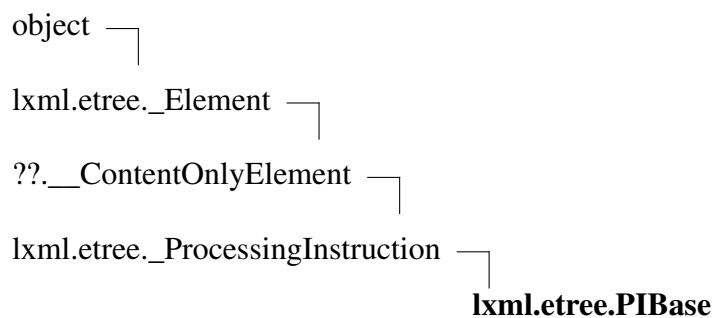 object
lxml.etree._Element
??.__ContentOnlyElement
lxml.etree._ProcessingInstruction
lxml.etree.PIBase